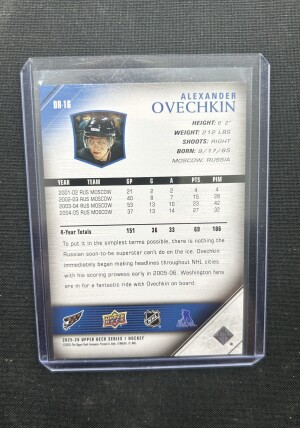 DR-10
ALEXANDER
OVECHKIN
HEIGHT: 6' 2"
WEIGHT: 212 LBS
SHOOTS: RIGHT
BORN: 9/17/85
MOSCOW, RUSSIA
YEAR TEAM GP G A PTS PIM
2001-02 RUS MOSCOW 21 2 2 4 4
2002-03 RUS MOSCOW 40 8 7 15 28
2003-04 RUS MOSCOW 53 13 10 23 42
2004-05 RUS MOSCOW 37 13 14 27 32
4-Year Totals 151 36 33 69 106
To put it in the simplest terms possible, there is nothing the
Russian soon-to-be superstar can't do on the ice. Ovechkin
immediately began making headlines throughout NHL cities
with his scoring prowess early in 2005-06. Washington fans
are in for a fantastic ride with Ovechkin on board.
UPPER DECK
NHL
UPPER DECK SERIES 1 HOCKEY